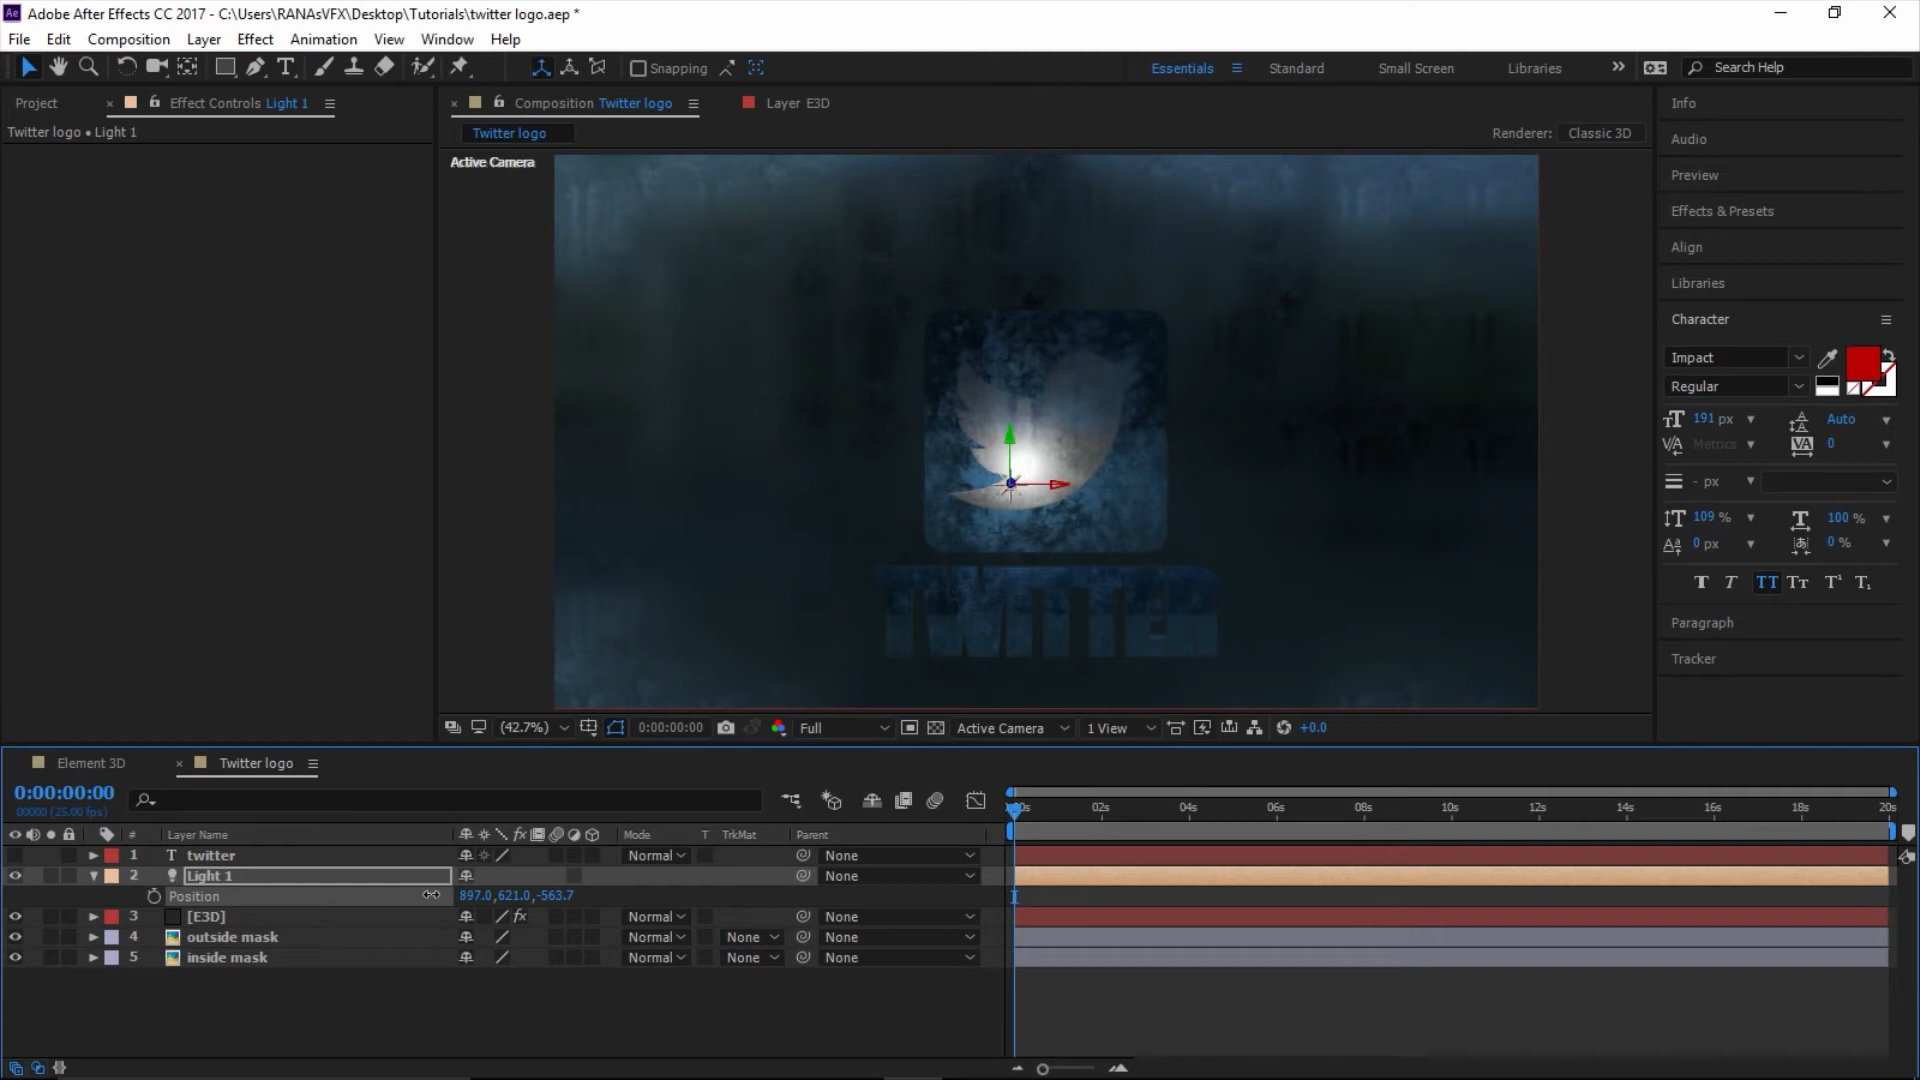 Ae Adobe After Effects CC 2017 - C:\Users\RANAsVFX\Desktop\Tutorials\twitter logo.aep *
File Edit Composition Layer Effect Animation View Window Help
Snapping Essentials Standard Small Screen Libraries Search Help
Project Effect Controls Light 1 Composition Twitter logo Layer E3D Info
Twitter logo • Light 1 Twitter logo Renderer: Classic 3D Audio
Active Camera
Preview
Effects & Presets
Align
Libraries
Character
Impact
Regular
191 px Auto
Metrics 0
- px
109 % 100 %
0 px 0 %
TWITTER
Paragraph
Tracker
(42.7%) 0:00:00:00 Full Active Camera 1 View +0.0
Element 3D Twitter logo
0:00:00:00
00000 (25.00 fps)
02s 04s 06s 08s 10s 12s 14s 16s 18s 20s
# Layer Name Mode T TrkMat Parent
1 T twitter Normal None
2 Light 1 None
Position 897.0,621.0,-563.7
3 [E3D] Normal None
4 outside mask Normal None None
5 inside mask Normal None None